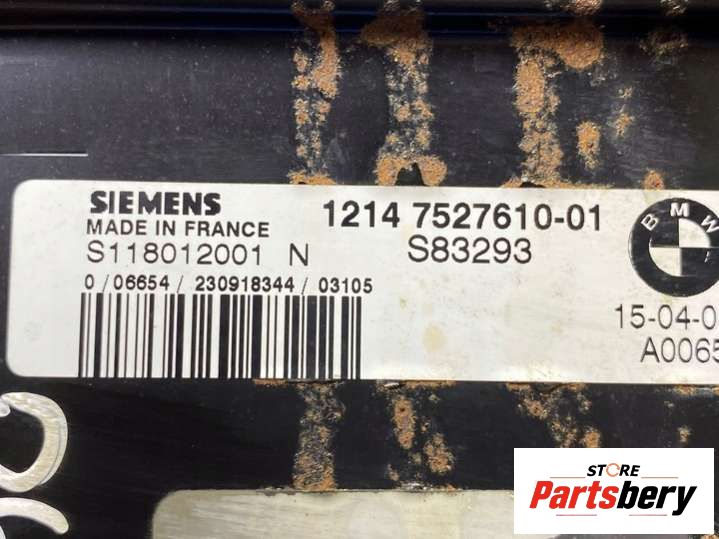 SIEMENS
MADE IN FRANCE
S118012001 N
0 / 06654 / 230918344 / 03105
1214 7527610-01
S83293
BMW
15-04-0
A0065
STORE
Partsbery